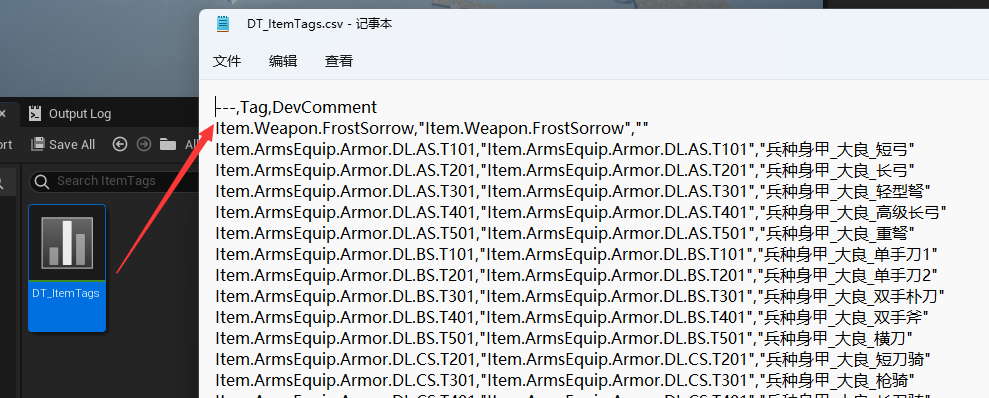 DT_ItemTags.csv - 记事本
文件 编辑 查看
Output Log
Save All
Search ItemTags
DT_ItemTags
---,Tag,DevComment
Item.Weapon.FrostSorrow,"Item.Weapon.FrostSorrow",""
Item.ArmsEquip.Armor.DL.AS.T101,"Item.ArmsEquip.Armor.DL.AS.T101","兵种身甲_大良_短弓"
Item.ArmsEquip.Armor.DL.AS.T201,"Item.ArmsEquip.Armor.DL.AS.T201","兵种身甲_大良_长弓"
Item.ArmsEquip.Armor.DL.AS.T301,"Item.ArmsEquip.Armor.DL.AS.T301","兵种身甲_大良_轻型弩"
Item.ArmsEquip.Armor.DL.AS.T401,"Item.ArmsEquip.Armor.DL.AS.T401","兵种身甲_大良_高级长弓"
Item.ArmsEquip.Armor.DL.AS.T501,"Item.ArmsEquip.Armor.DL.AS.T501","兵种身甲_大良_重弩"
Item.ArmsEquip.Armor.DL.BS.T101,"Item.ArmsEquip.Armor.DL.BS.T101","兵种身甲_大良_单手刀1"
Item.ArmsEquip.Armor.DL.BS.T201,"Item.ArmsEquip.Armor.DL.BS.T201","兵种身甲_大良_单手刀2"
Item.ArmsEquip.Armor.DL.BS.T301,"Item.ArmsEquip.Armor.DL.BS.T301","兵种身甲_大良_双手朴刀"
Item.ArmsEquip.Armor.DL.BS.T401,"Item.ArmsEquip.Armor.DL.BS.T401","兵种身甲_大良_双手斧"
Item.ArmsEquip.Armor.DL.BS.T501,"Item.ArmsEquip.Armor.DL.BS.T501","兵种身甲_大良_横刀"
Item.ArmsEquip.Armor.DL.CS.T201,"Item.ArmsEquip.Armor.DL.CS.T201","兵种身甲_大良_短刀骑"
Item.ArmsEquip.Armor.DL.CS.T301,"Item.ArmsEquip.Armor.DL.CS.T301","兵种身甲_大良_枪骑"